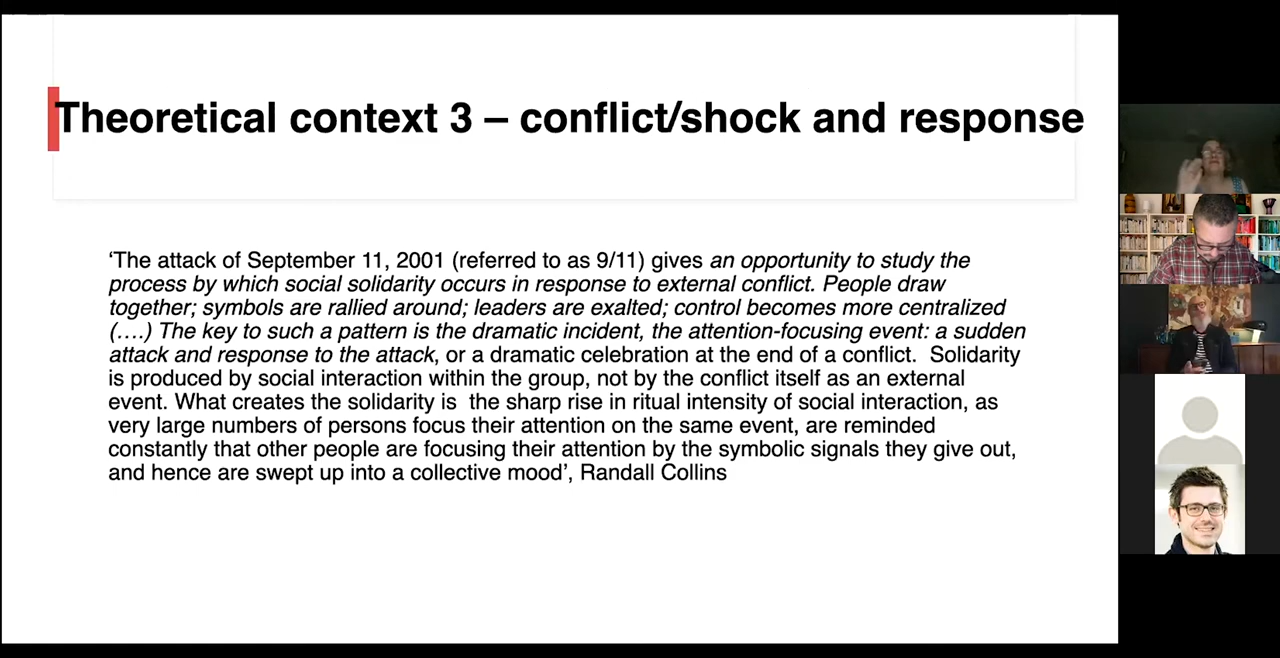 Theoretical context 3 – conflict/shock and response
‘The attack of September 11, 2001 (referred to as 9/11) gives an opportunity to study the
process by which social solidarity occurs in response to external conflict. People draw
together; symbols are rallied around; leaders are exalted; control becomes more centralized
(....) The key to such a pattern is the dramatic incident, the attention-focusing event: a sudden
attack and response to the attack, or a dramatic celebration at the end of a conflict.  Solidarity
is produced by social interaction within the group, not by the conflict itself as an external
event. What creates the solidarity is  the sharp rise in ritual intensity of social interaction, as
very large numbers of persons focus their attention on the same event, are reminded
constantly that other people are focusing their attention by the symbolic signals they give out,
and hence are swept up into a collective mood’, Randall Collins